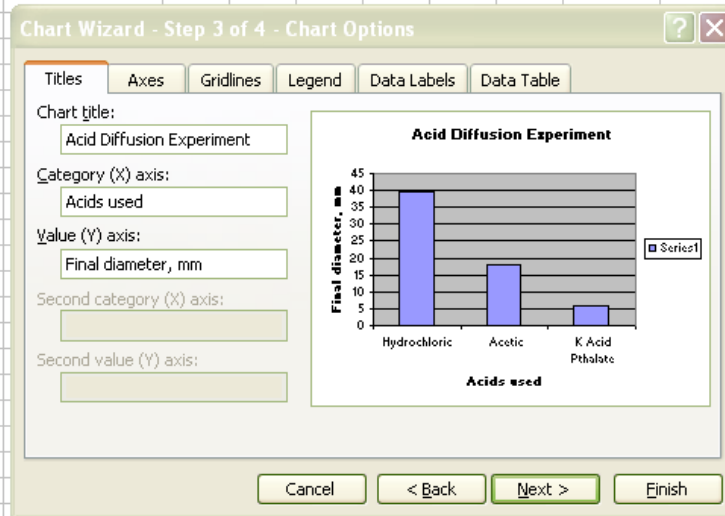 Chart Wizard - Step 3 of 4 - Chart Options
Titles Axes Gridlines Legend Data Labels Data Table
Chart title:
Acid Diffusion Experiment
Category (X) axis:
Acids used
Value (Y) axis:
Final diameter, mm
Second category (X) axis:
Second value (Y) axis:
Acid Diffusion Experiment
Final diameter, mm
45
40
35
30
25
20
15
10
5
0
Hydrochloric Acetic K Acid
Pthalate
Acids used
Series1
Cancel < Back Next > Finish